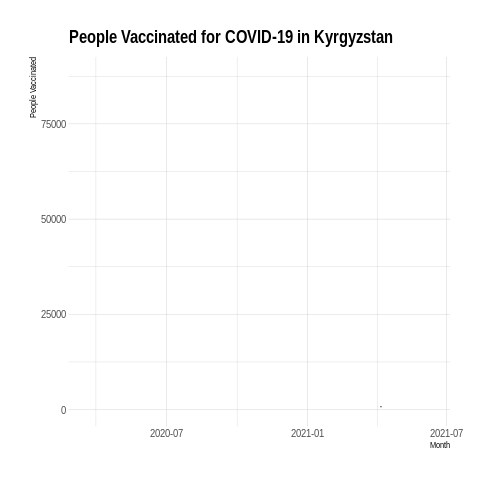 People Vaccinated for COVID-19 in Kyrgyzstan
People Vaccinated
75000
50000
25000
0
2020-07
2021-01
2021-07
Month